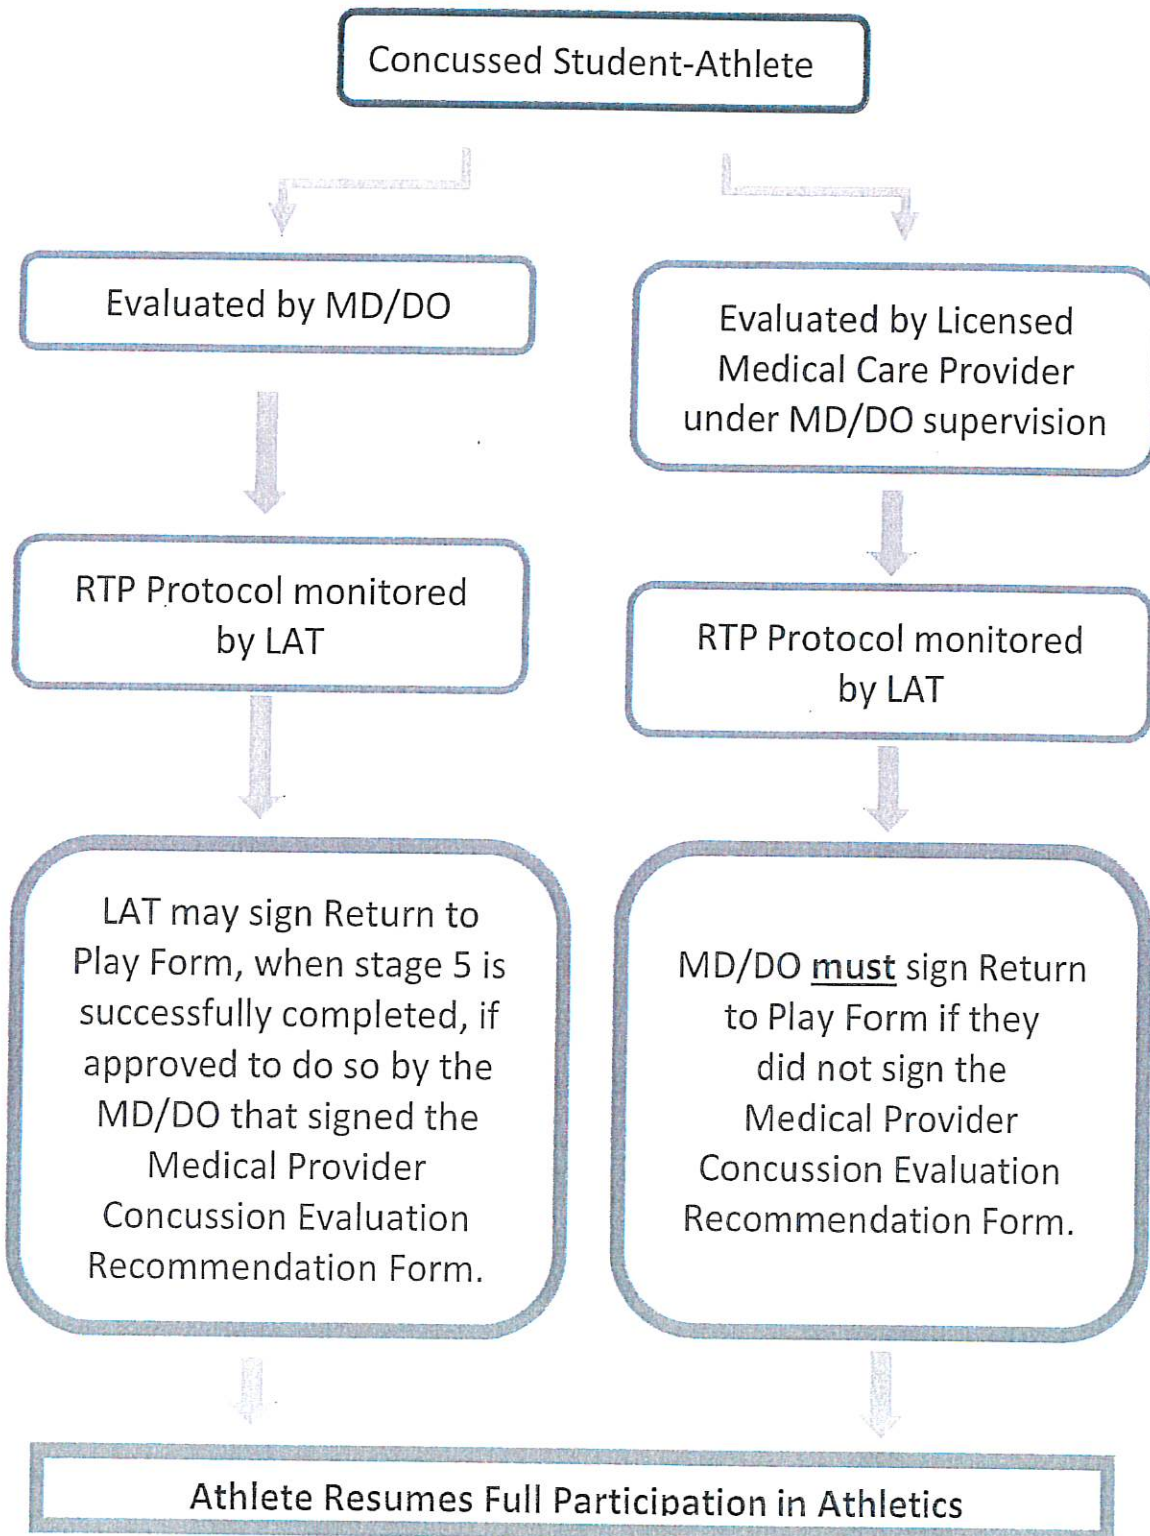 Concussed Student-Athlete
Evaluated by MD/DO
RTP Protocol monitored
by LAT
LAT may sign Return to
Play Form, when stage 5 is
successfully completed, if
approved to do so by the
MD/DO that signed the
Medical Provider
Concussion Evaluation
Recommendation Form.
Evaluated by Licensed
Medical Care Provider
under MD/DO supervision
RTP Protocol monitored
by LAT
MD/DO must sign Return
to Play Form if they
did not sign the
Medical Provider
Concussion Evaluation
Recommendation Form.
Athlete Resumes Full Participation in Athletics